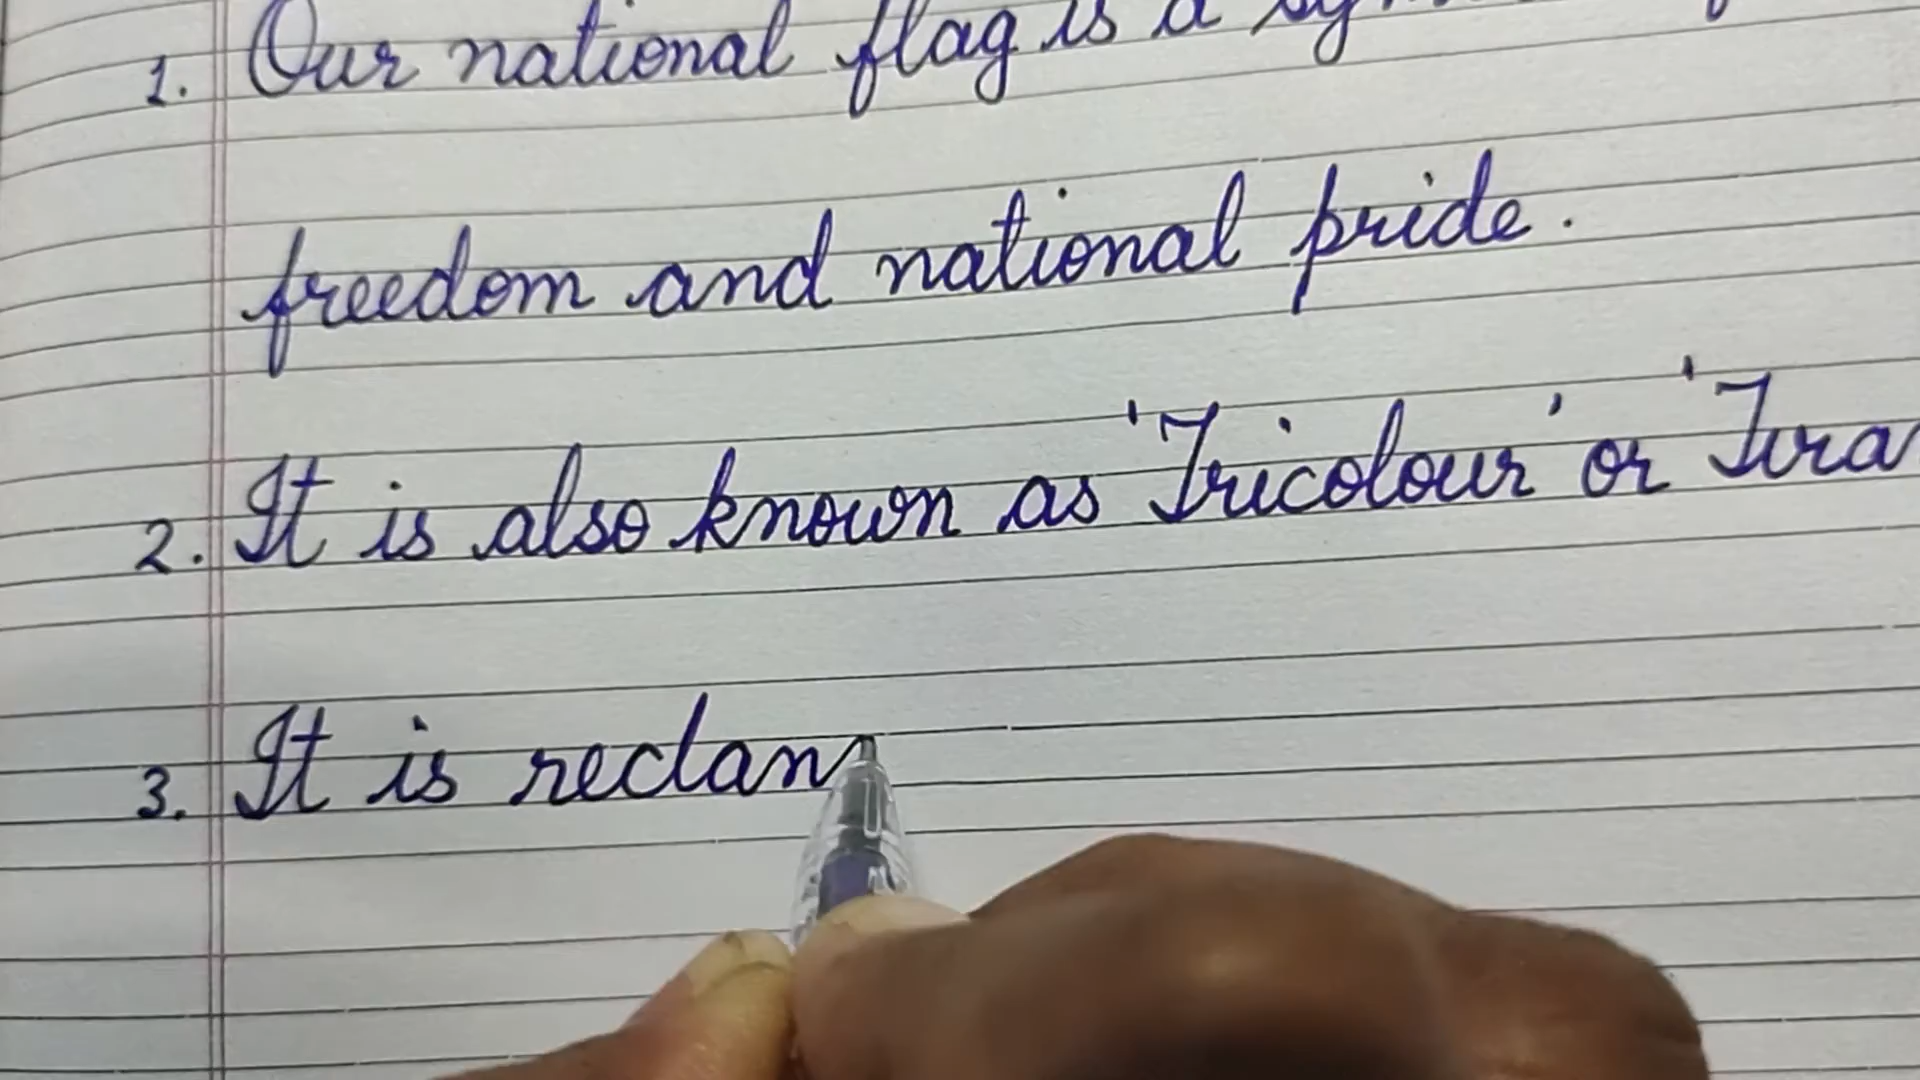 1. Our national flag is a
freedom and national pride.
2. It is also known as 'Tricolour' or 'Tira
3. It is rectan